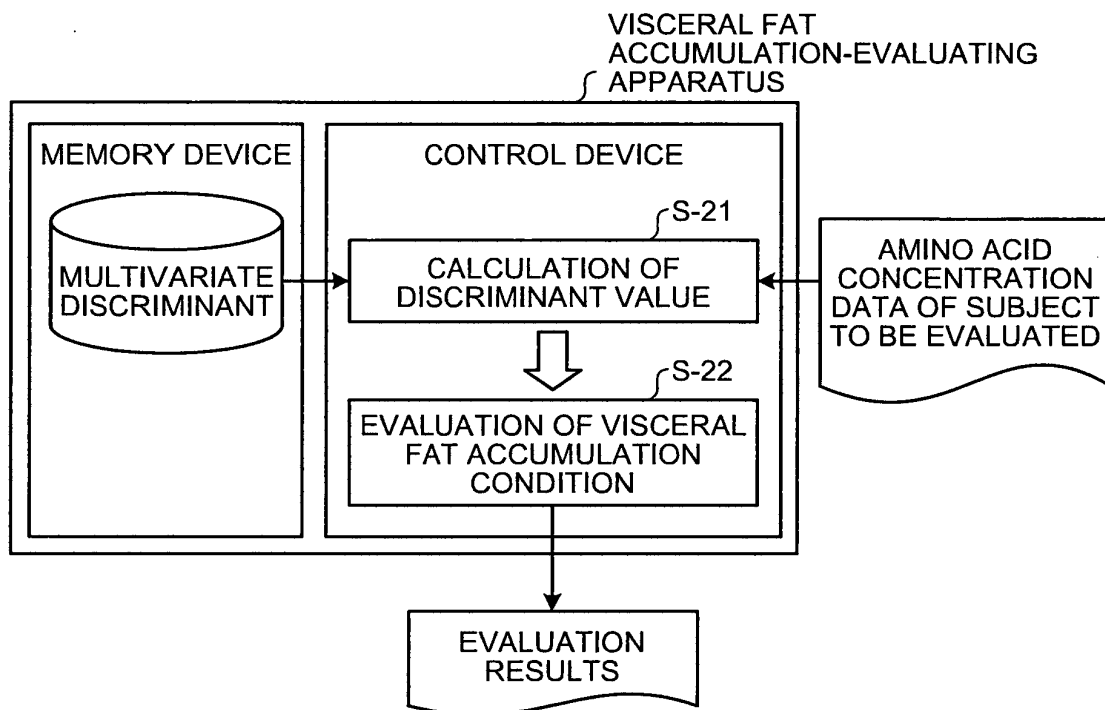 VISCERAL FAT
ACCUMULATION-EVALUATING
APPARATUS
MEMORY DEVICE
CONTROL DEVICE
S-21
MULTIVARIATE
DISCRIMINANT
CALCULATION OF
DISCRIMINANT VALUE
AMINO ACID
CONCENTRATION
DATA OF SUBJECT
TO BE EVALUATED
S-22
EVALUATION OF VISCERAL
FAT ACCUMULATION
CONDITION
EVALUATION
RESULTS